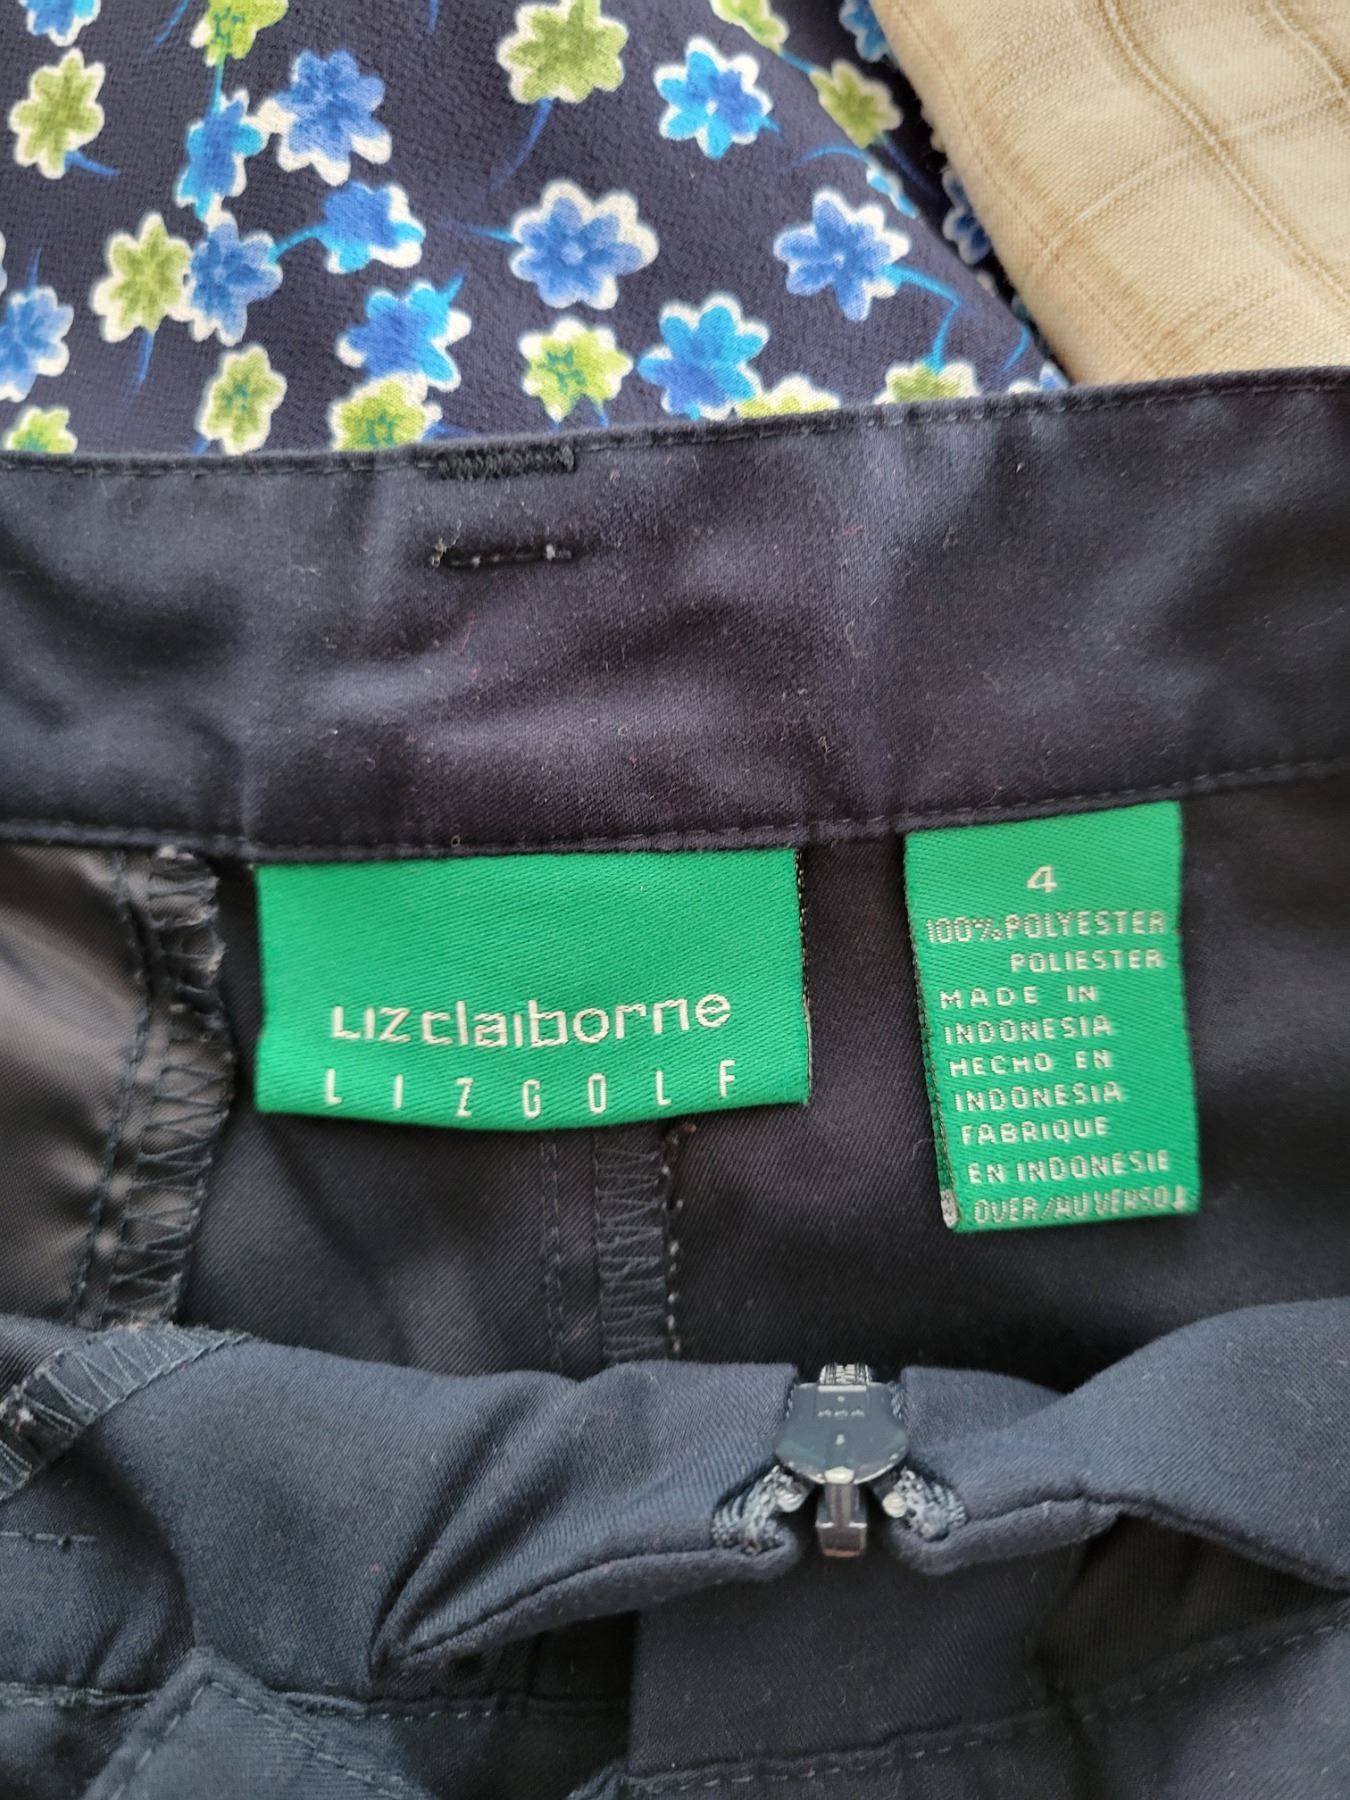 Liz claiborne
LIZGOLF
4
100% POLYESTER
POLIESTER
MADE IN
INDONESIA
HECHO EN
INDONESIA
FABRIQUE
EN INDONESIE
OVER/AU VERSO↓